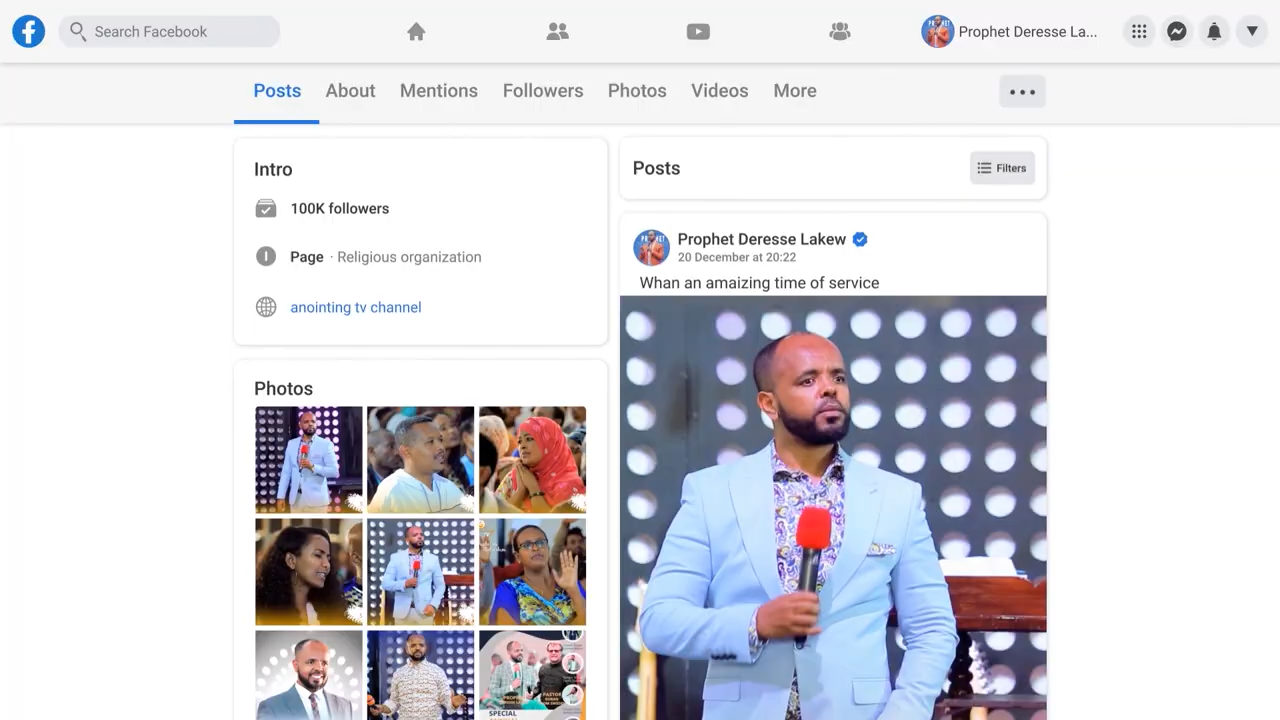 Search Facebook
Prophet Deresse La...
Posts
About
Mentions
Followers
Photos
Videos
More
Intro
100K followers
Page · Religious organization
anointing tv channel
Photos
SPECIAL
Posts
Filters
Prophet Deresse Lakew
20 December at 20:22
Whan an amaizing time of service